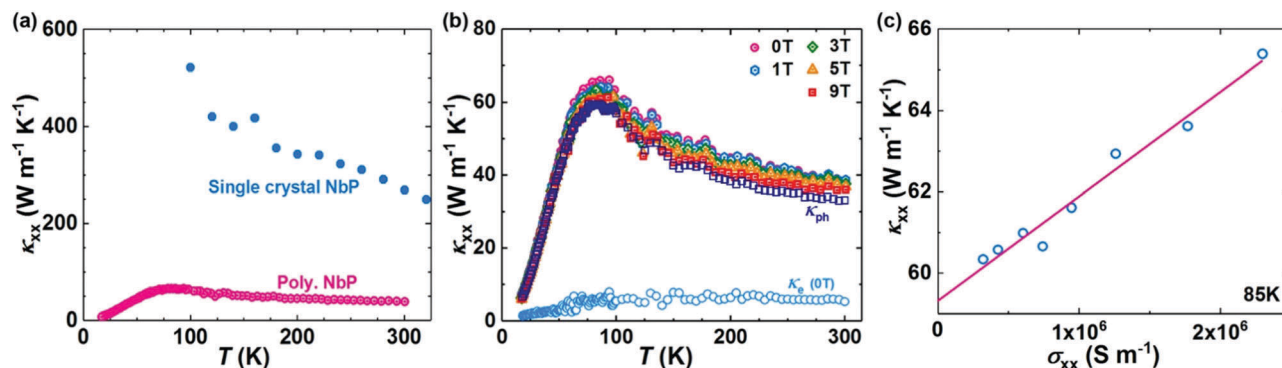 (a)
600
400
200
0
κxx (W m⁻¹ K⁻¹)
Single crystal NbP
Poly. NbP
0 100 200 300
T (K)
(b)
80
60
40
20
0
κxx (W m⁻¹ K⁻¹)
0T 3T
1T 5T
9T
κph
κe (0T)
0 100 200 300
T (K)
(c)
66
64
62
60
κxx (W m⁻¹ K⁻¹)
85K
0 1x10⁶ 2x10⁶
σxx (S m⁻¹)